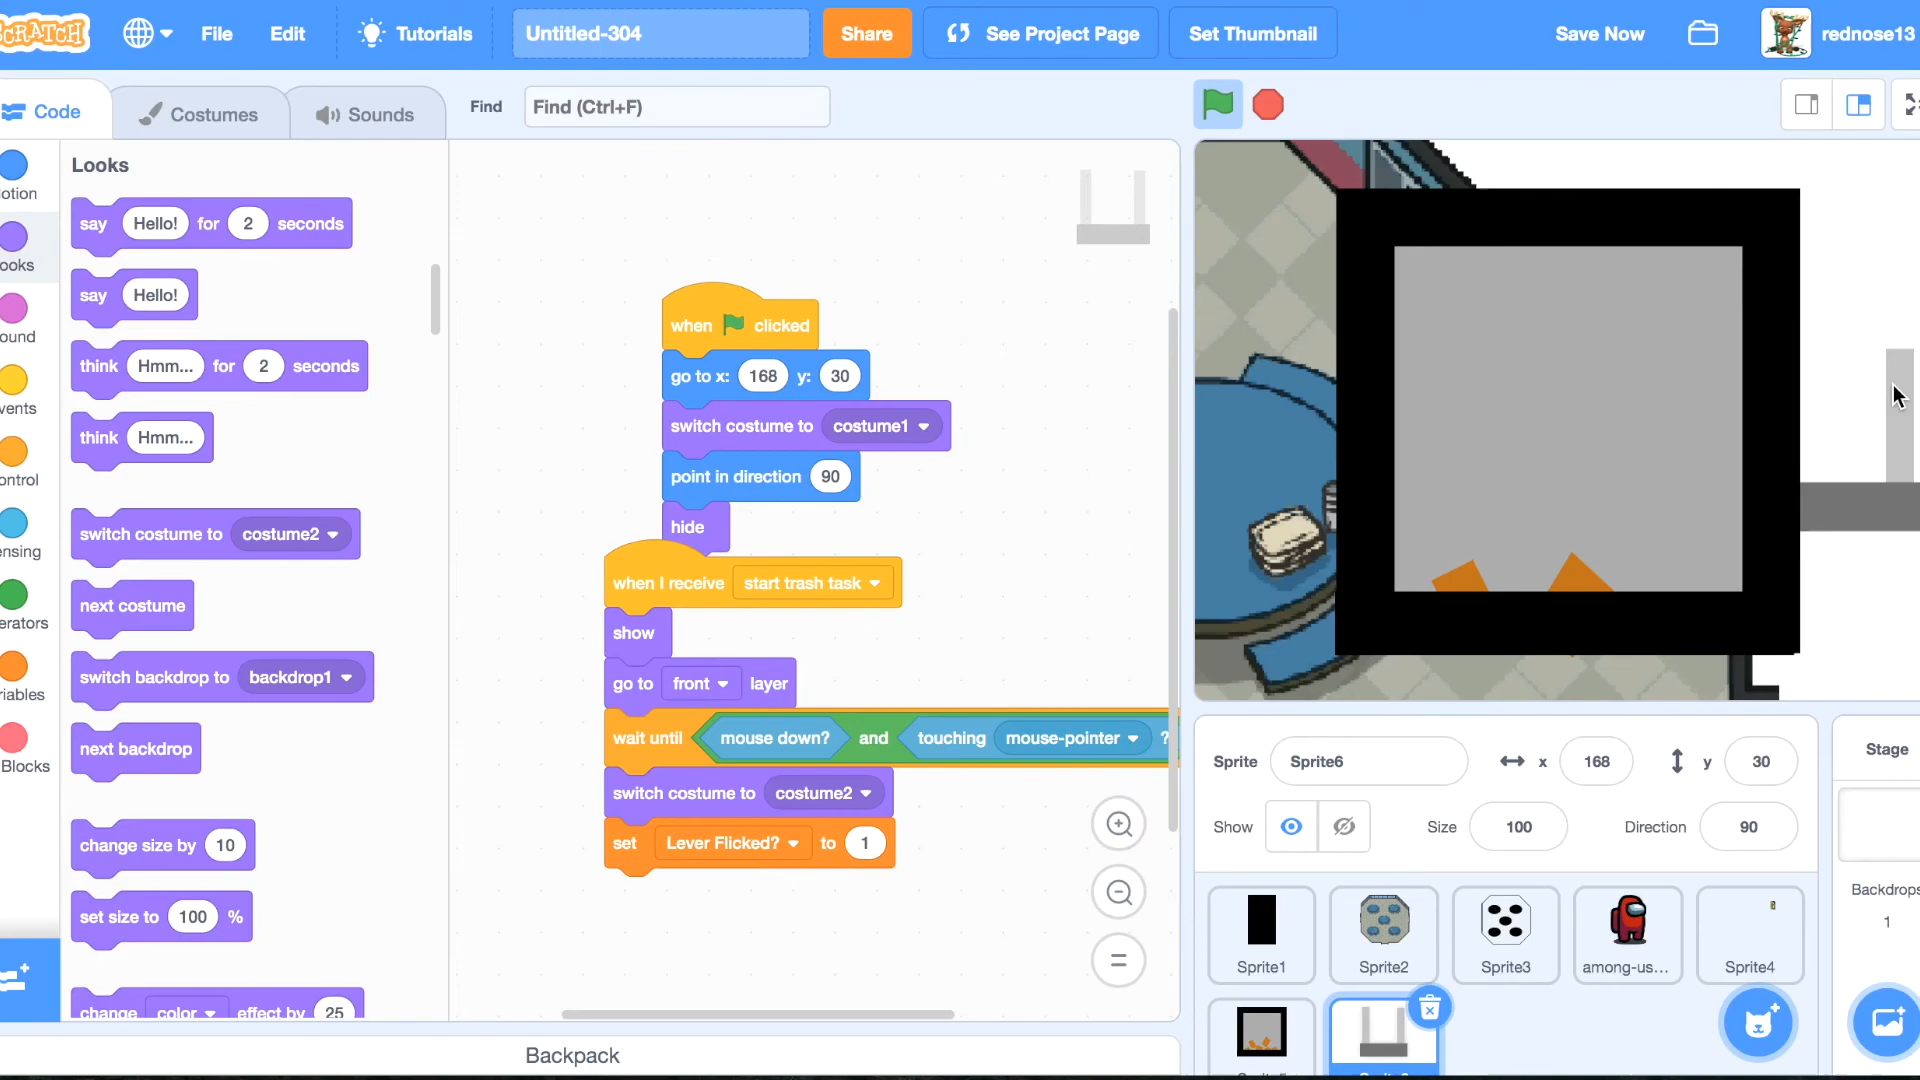 SCRATCH
File
Edit
Tutorials
Untitled-304
Share
See Project Page
Set Thumbnail
Save Now
rednose13
Code
Costumes
Sounds
Find
Find (Ctrl+F)
otion
ooks
ound
vents
ontrol
ensing
erators
riables
Blocks
Looks
say Hello! for 2 seconds
say Hello!
think Hmm... for 2 seconds
think Hmm...
switch costume to costume2
next costume
switch backdrop to backdrop1
next backdrop
change size by 10
set size to 100 %
change color effect by 25
when clicked
go to x: 168 y: 30
switch costume to costume1
point in direction 90
hide
when I receive start trash task
show
go to front layer
wait until mouse down? and touching mouse-pointer ?
switch costume to costume2
set Lever Flicked? to 1
Backpack
Sprite Sprite6 x 168 y 30
Show Size 100 Direction 90
Sprite1
Sprite2
Sprite3
among-us...
Sprite4
Stage
Backdrops
1